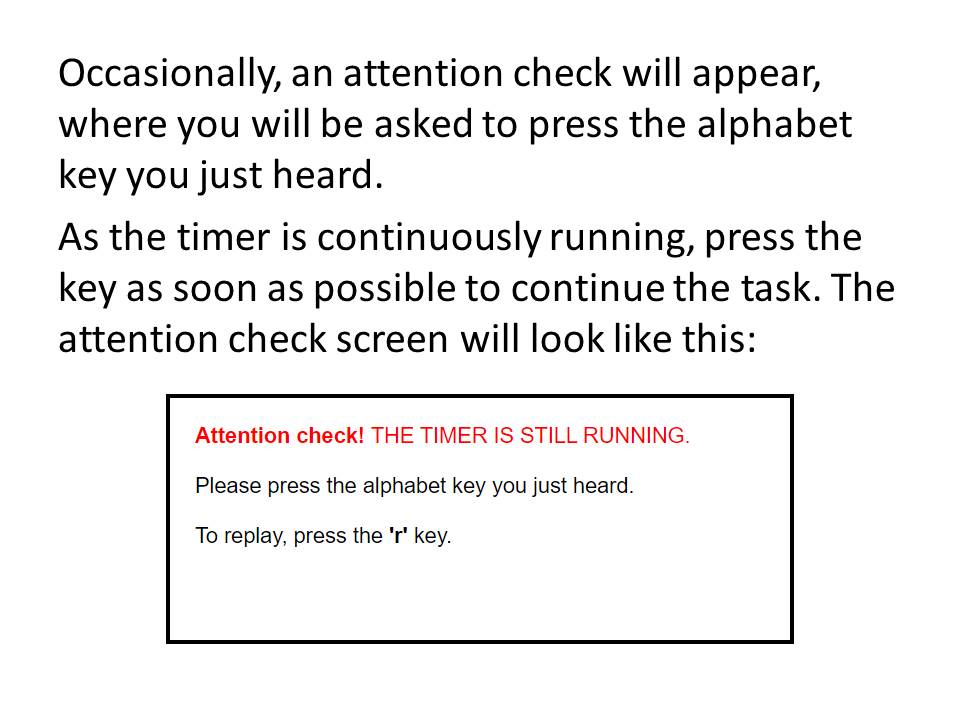 Occasionally, an attention check will appear,
where you will be asked to press the alphabet
key you just heard.
As the timer is continuously running, press the
key as soon as possible to continue the task. The
attention check screen will look like this:
Attention check! THE TIMER IS STILL RUNNING.
Please press the alphabet key you just heard.
To replay, press the 'r' key.